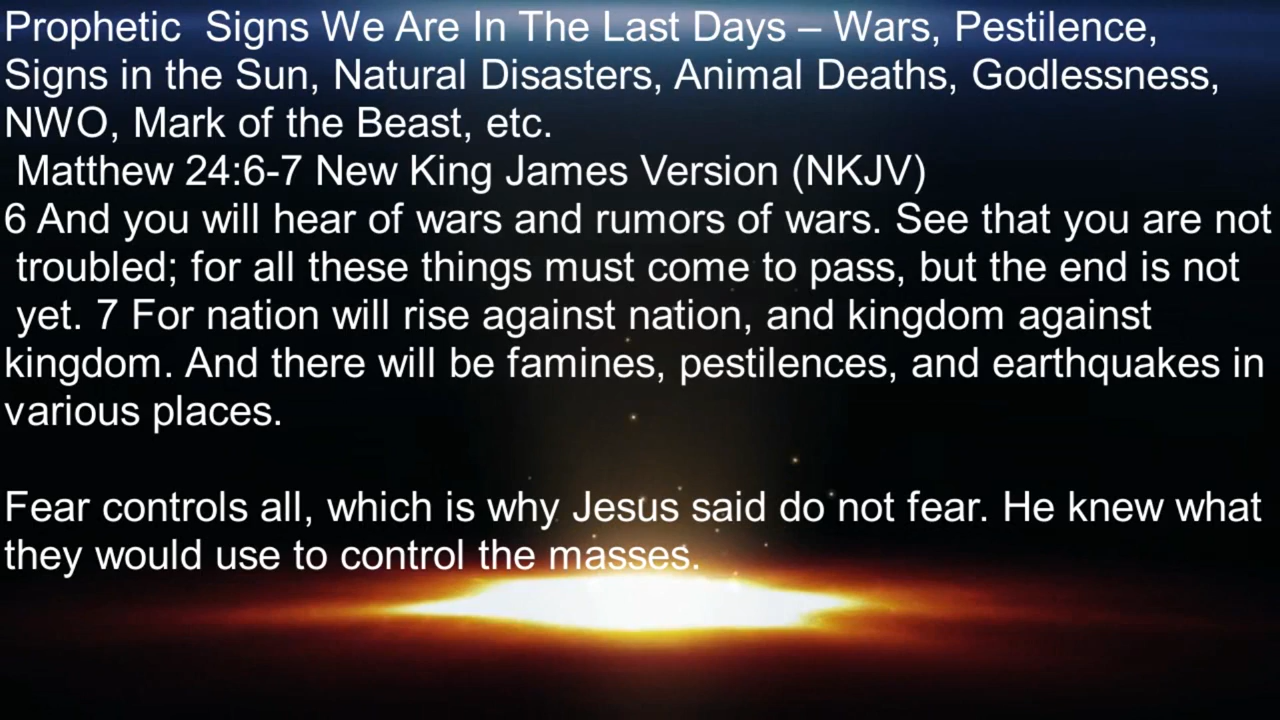 Prophetic  Signs We Are In The Last Days – Wars, Pestilence,
Signs in the Sun, Natural Disasters, Animal Deaths, Godlessness,
NWO, Mark of the Beast, etc.
Matthew 24:6-7 New King James Version (NKJV)
6 And you will hear of wars and rumors of wars. See that you are not
troubled; for all these things must come to pass, but the end is not
yet. 7 For nation will rise against nation, and kingdom against
kingdom. And there will be famines, pestilences, and earthquakes in
various places.
Fear controls all, which is why Jesus said do not fear. He knew what
they would use to control the masses.